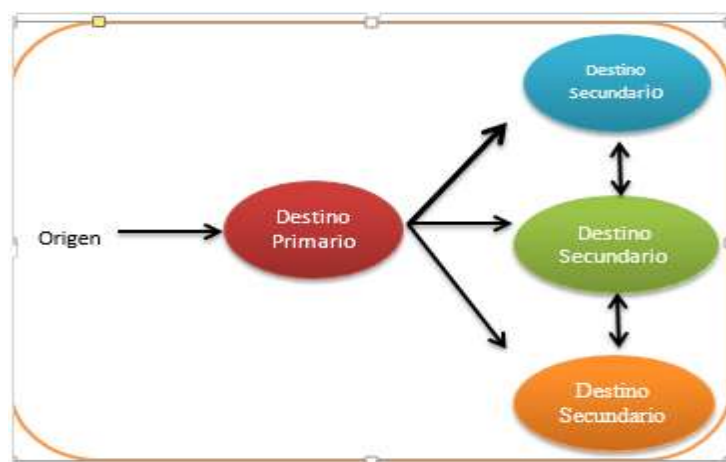 Origen
Destino
Primario
Destino
Secundario
Destino
Secundario
Destino
Secundario